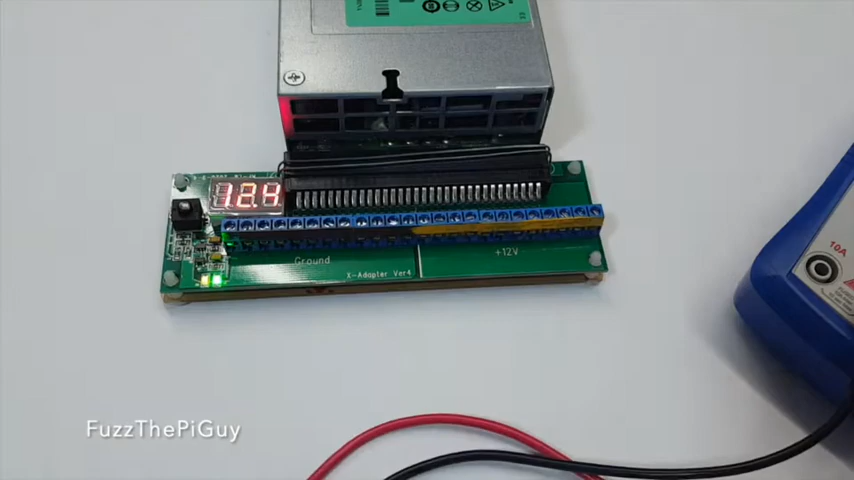 12.4
Ground
+12V
X-Adapter Ver4
10A
FuzzThePiGuy